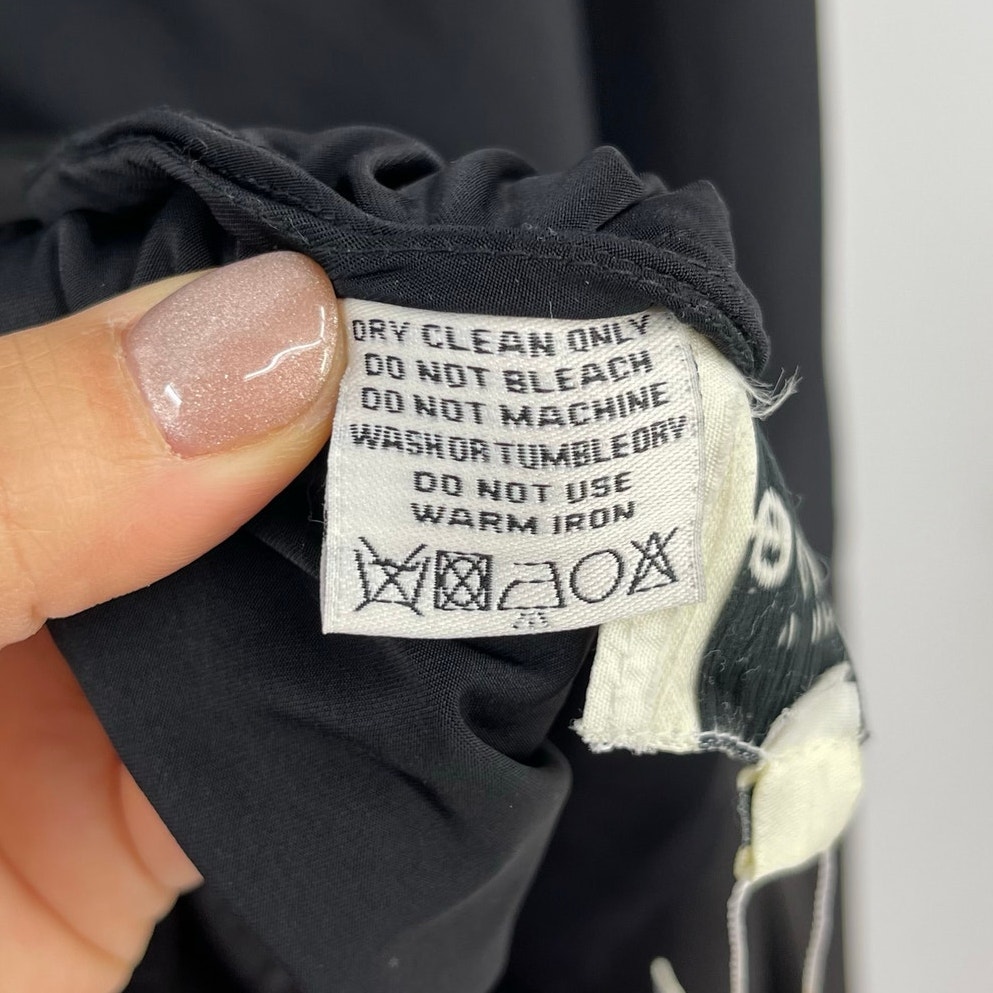 DRY CLEAN ONLY
DO NOT BLEACH
DO NOT MACHINE
WASH OR TUMBLE DRY
DO NOT USE
WARM IRON